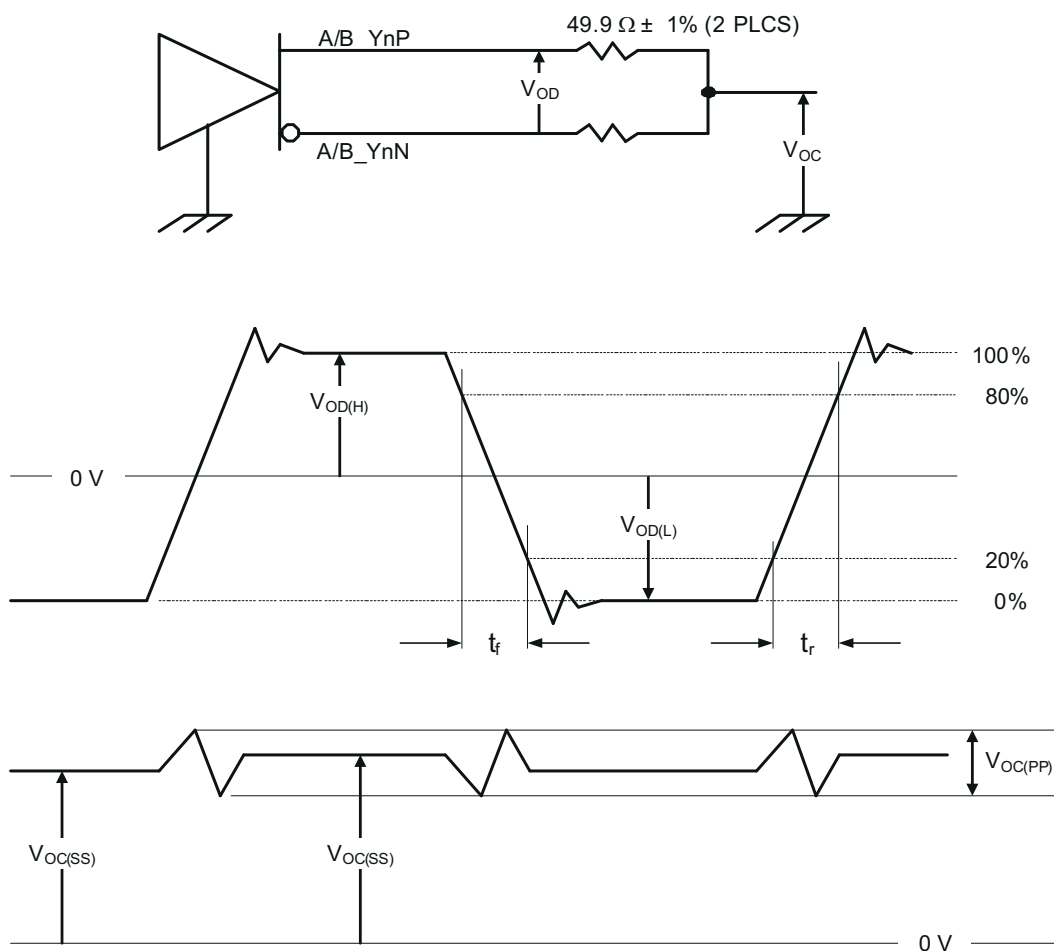 49.9 Ω ± 1% (2 PLCS)
A/B_YnP
V_OD
A/B_YnN
V_OC
100%
80%
V_OD(H)
0 V
V_OD(L)
20%
0%
t_f
t_r
V_OC(PP)
V_OC(SS)
V_OC(SS)
0 V